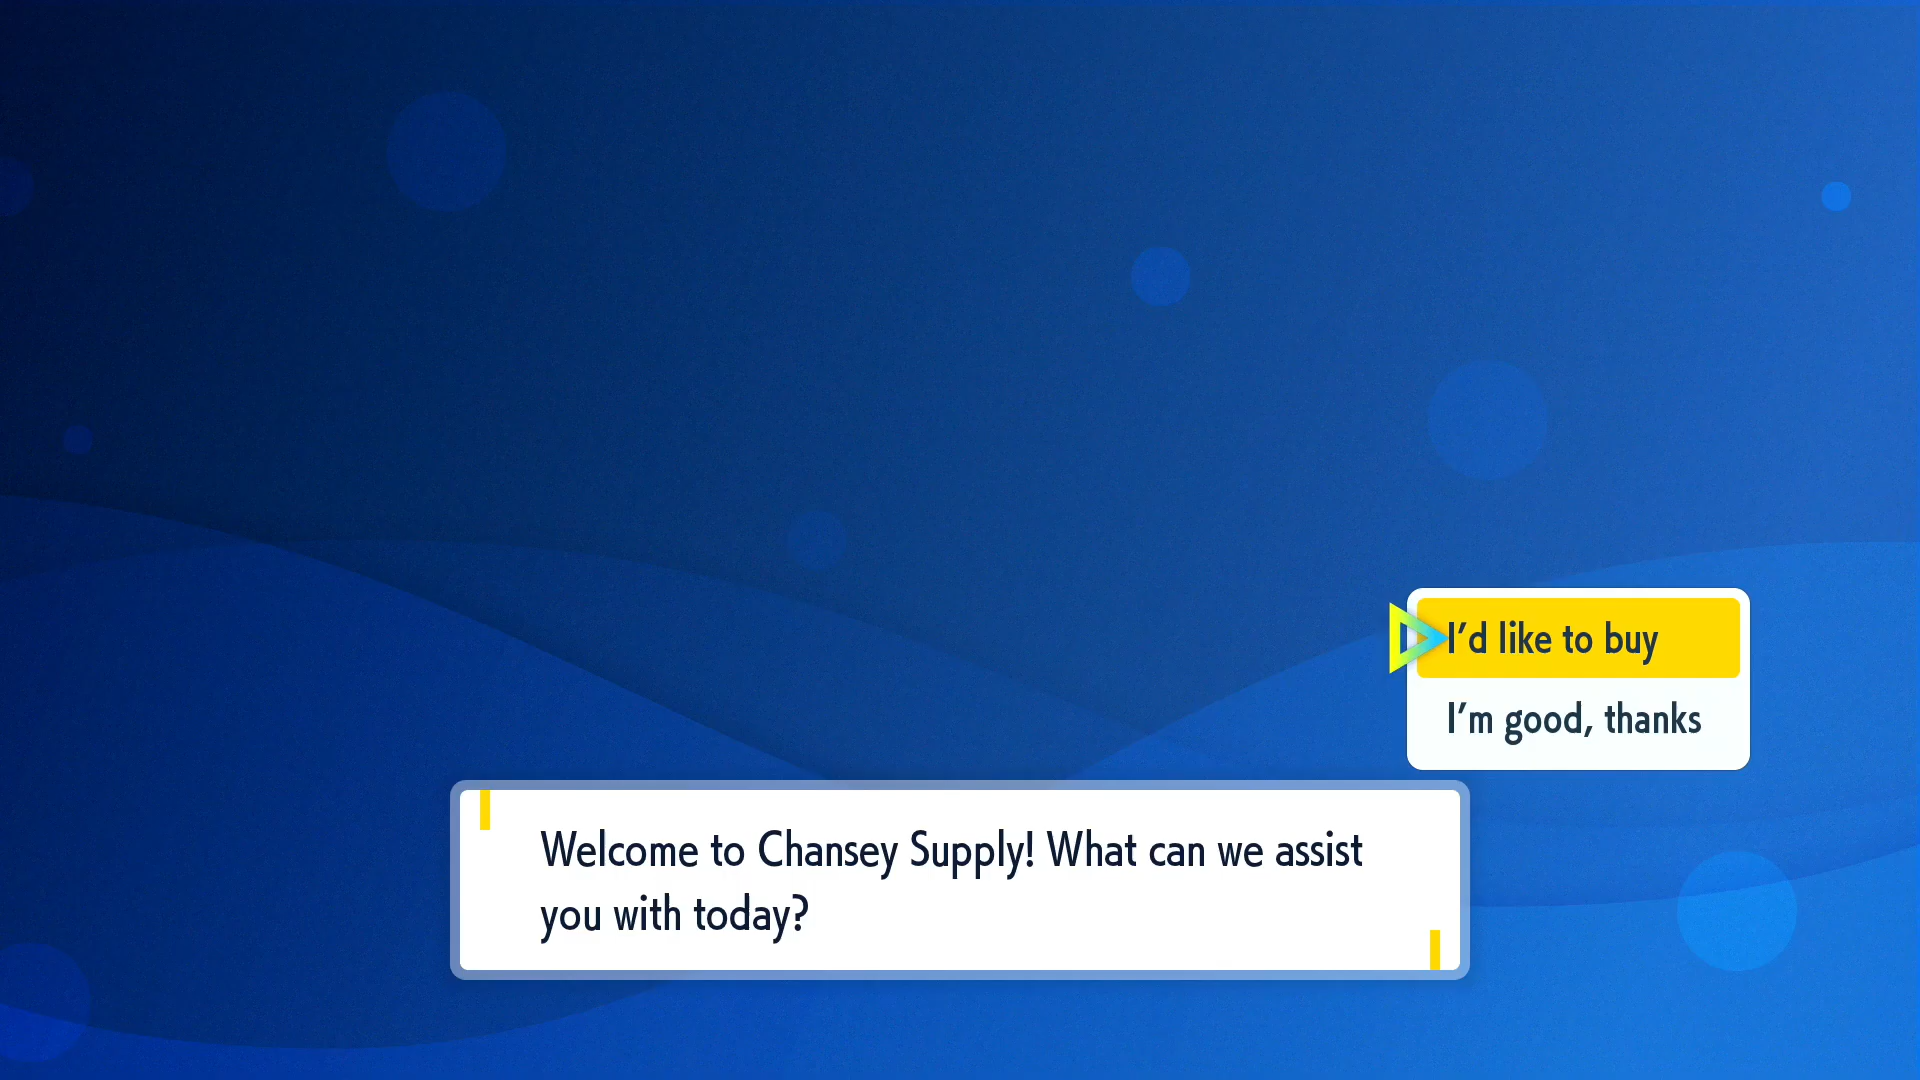 I'd like to buy
I'm good, thanks
Welcome to Chansey Supply! What can we assist
you with today?